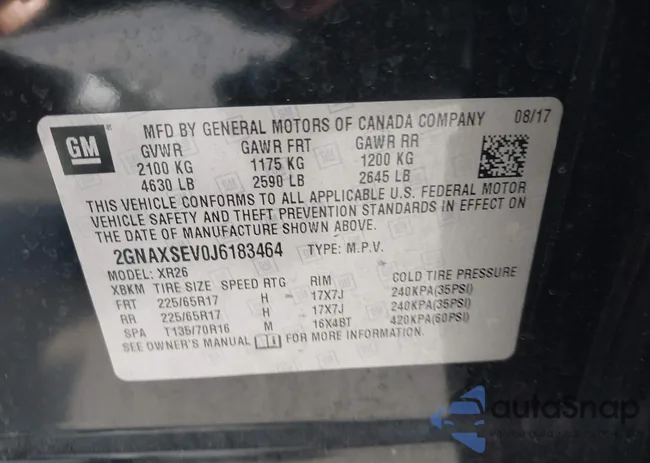 GM
MFD BY GENERAL MOTORS OF CANADA COMPANY 08/17
GVWR GAWR FRT GAWR RR
2100 KG 1175 KG 1200 KG
4630 LB 2590 LB 2645 LB
THIS VEHICLE CONFORMS TO ALL APPLICABLE U.S. FEDERAL MOTOR
VEHICLE SAFETY AND THEFT PREVENTION STANDARDS IN EFFECT ON
THE DATE OF MANUFACTURE SHOWN ABOVE.
2GNAXSEV0J6183464 TYPE: M.P.V.
MODEL: XR26
XBKM TIRE SIZE SPEED RTG RIM COLD TIRE PRESSURE
FRT 225/65R17 H 17X7J 240KPA(35PSI)
RR 225/65R17 H 17X7J 240KPA(35PSI)
SPA T135/70R16 M 16X4BT 420KPA(60PSI)
SEE OWNER'S MANUAL FOR MORE INFORMATION.
autoSnap